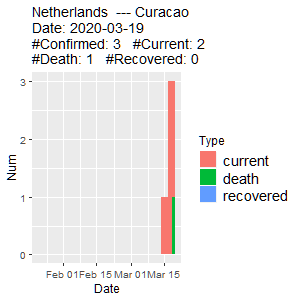 Netherlands  --- Curacao
Date: 2020-03-19
#Confirmed: 3   #Current: 2
#Death: 1   #Recovered: 0
3
2
1
0
Num
Feb 01 Feb 15 Mar 01 Mar 15
Date
Type
current
death
recovered